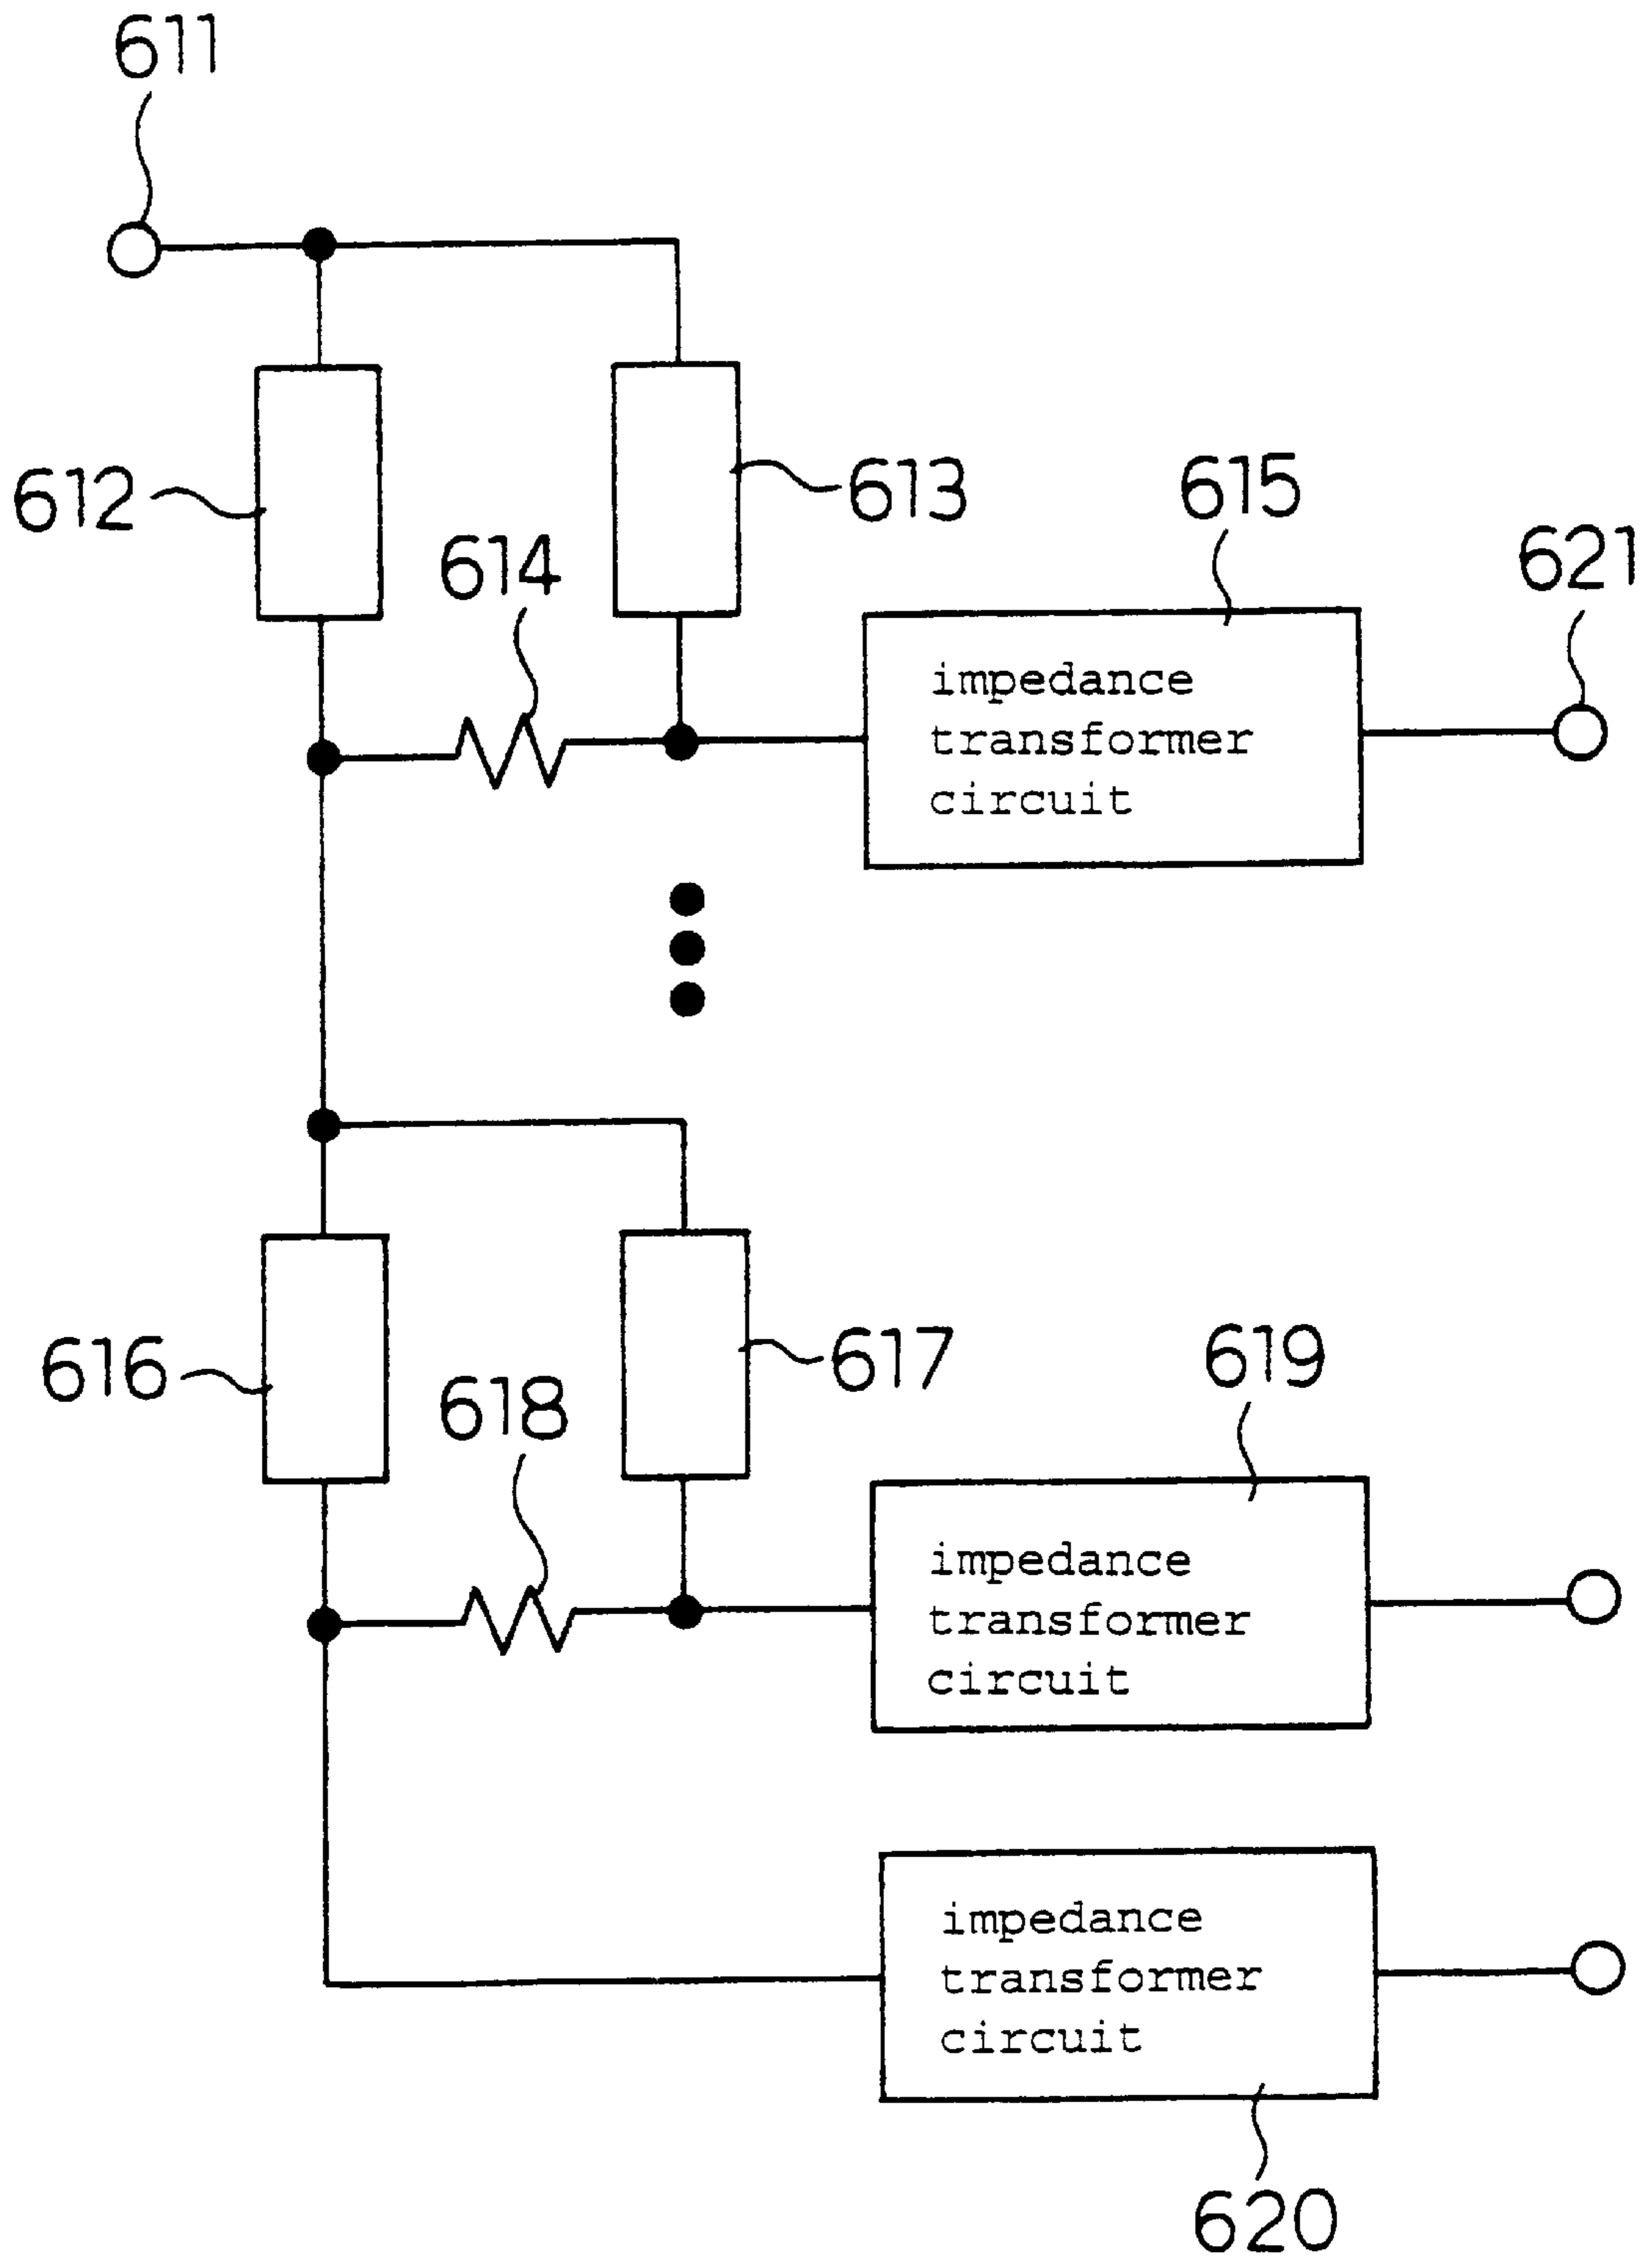 611
612
613
614
615
621
impedance
transformer
circuit
616
617
618
619
impedance
transformer
circuit
impedance
transformer
circuit
620